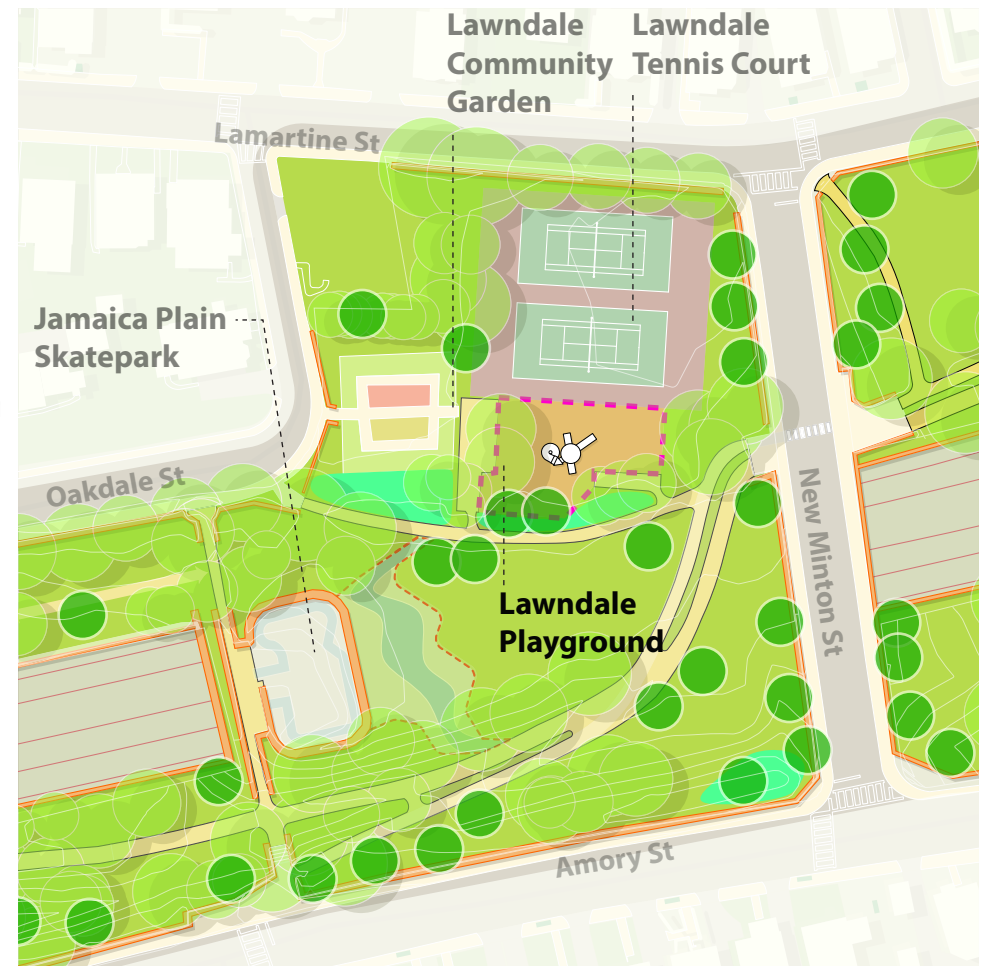 Lawndale
Community
Garden
Lawndale
Tennis Court
Lamartine St
Jamaica Plain
Skatepark
Oakdale St
New Minton St
Lawndale
Playground
Amory St